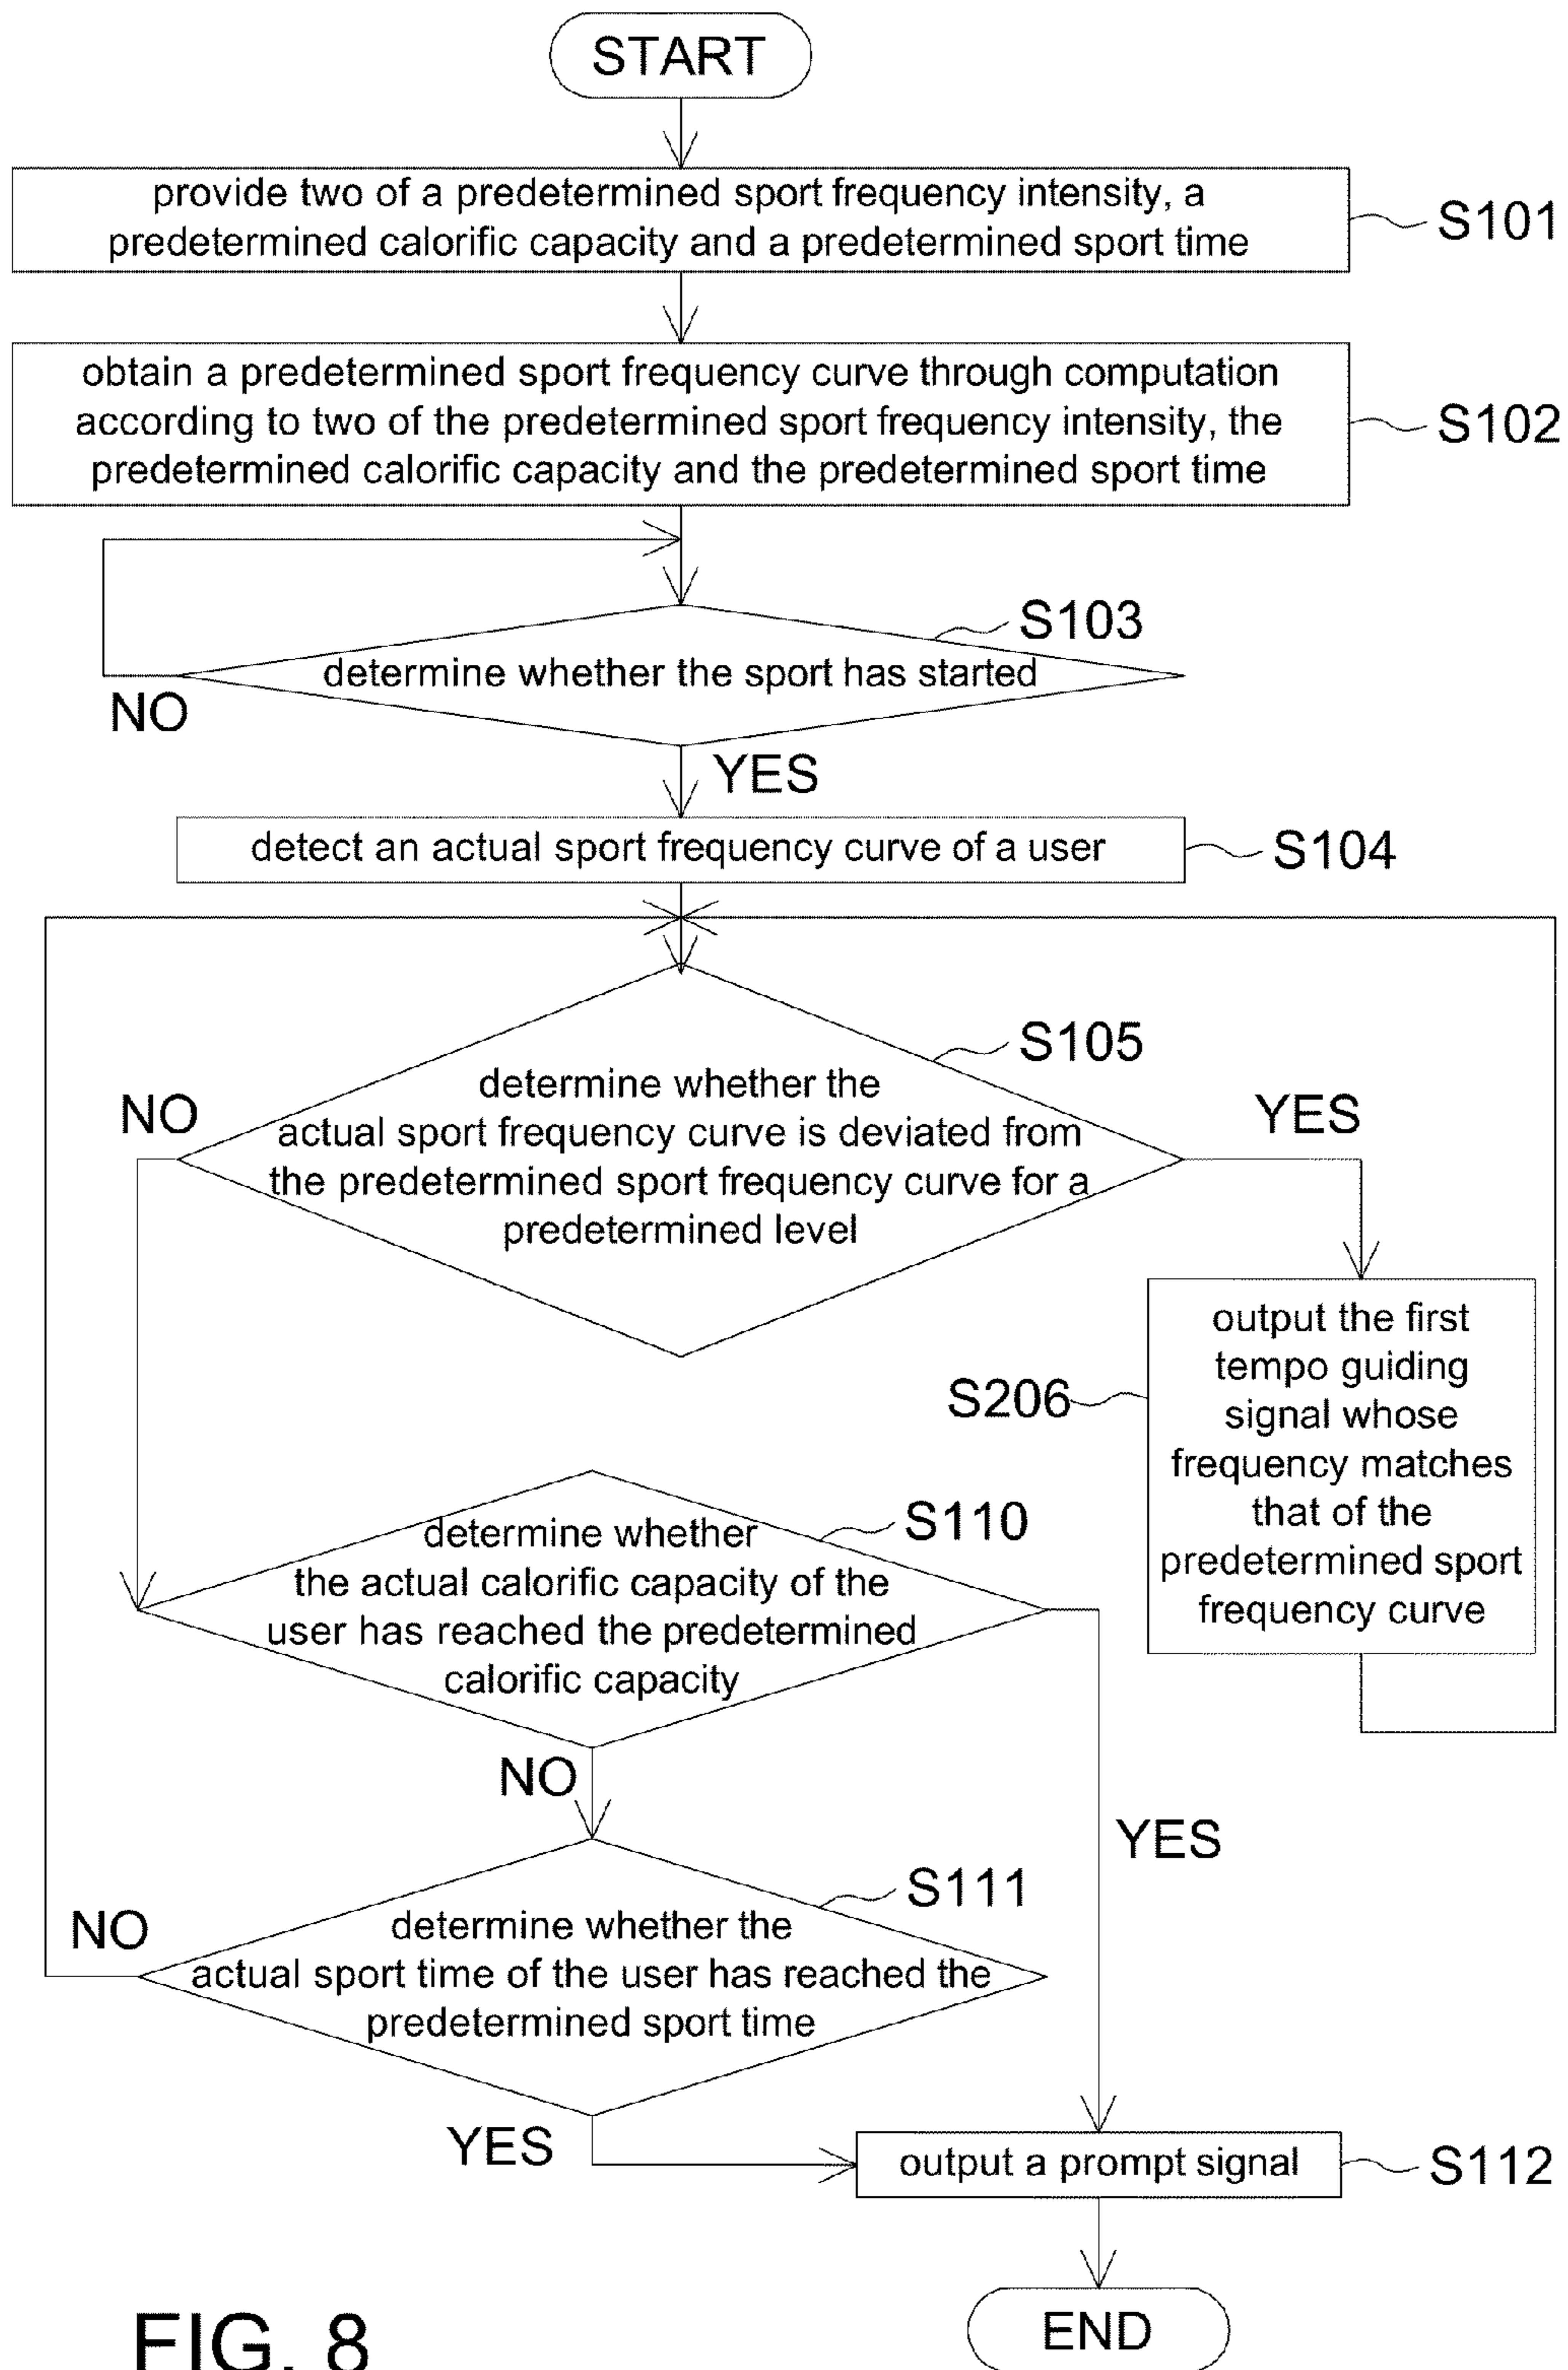 START
provide two of a predetermined sport frequency intensity, a
predetermined calorific capacity and a predetermined sport time
S101
obtain a predetermined sport frequency curve through computation
according to two of the predetermined sport frequency intensity, the
predetermined calorific capacity and the predetermined sport time
S102
S103
determine whether the sport has started
NO
YES
detect an actual sport frequency curve of a user
S104
S105
determine whether the
actual sport frequency curve is deviated from
the predetermined sport frequency curve for a
predetermined level
NO
YES
output the first
tempo guiding
signal whose
frequency matches
that of the
predetermined sport
frequency curve
S206
S110
determine whether
the actual calorific capacity of the
user has reached the predetermined
calorific capacity
NO
YES
S111
determine whether the
actual sport time of the user has reached the
predetermined sport time
NO
YES
output a prompt signal
S112
END
FIG. 8